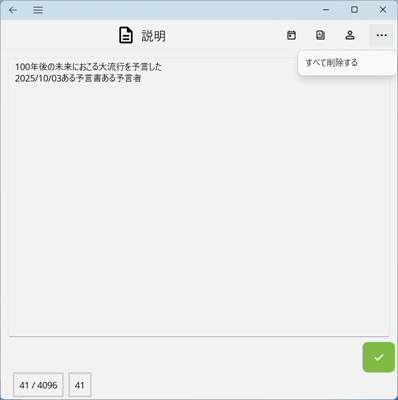 説明
すべて削除する
100年後の未来におこる大流行を予言した
2025/10/03ある予言書ある予言者
41 / 4096
41